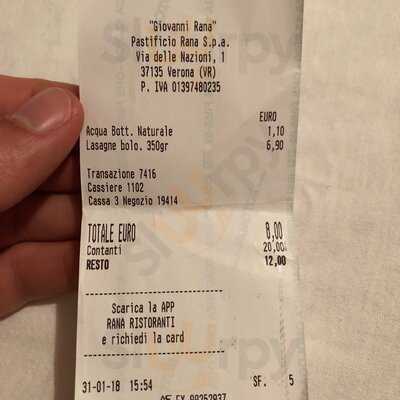 "Giovanni Rana"
Pastificio Rana S.p.a.
Via delle Nazioni, 1
37135 Verona (VR)
P. IVA 01397480235
EURO
Acqua Bott. Naturale 1,10
Lasagne bolo. 350gr 6,90
Transazione 7416
Cassiere 1102
Cassa 3 Negozio 19414
TOTALE EURO 8,00
Contanti 20,00
RESTO 12,00
Scarica la APP
RANA RISTORANTI
e richiedi la card
31-01-18 15:54 SF. 5